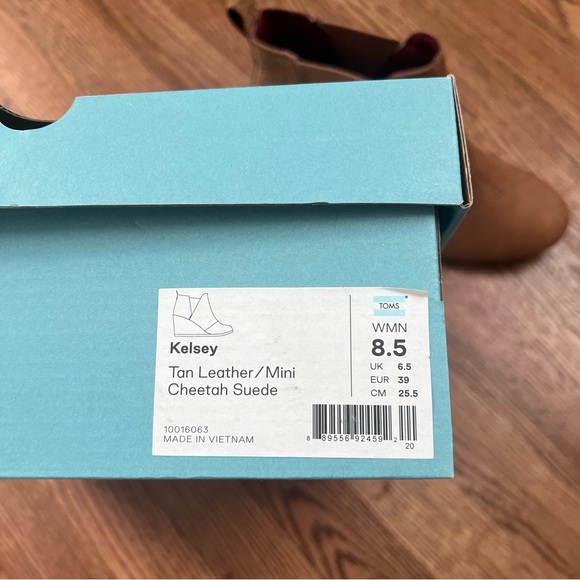 TOMS
WMN
8.5
UK 6.5
EUR 39
CM 25.5
Kelsey
Tan Leather/Mini
Cheetah Suede
10016063
MADE IN VIETNAM
8 89556 92459 2
20